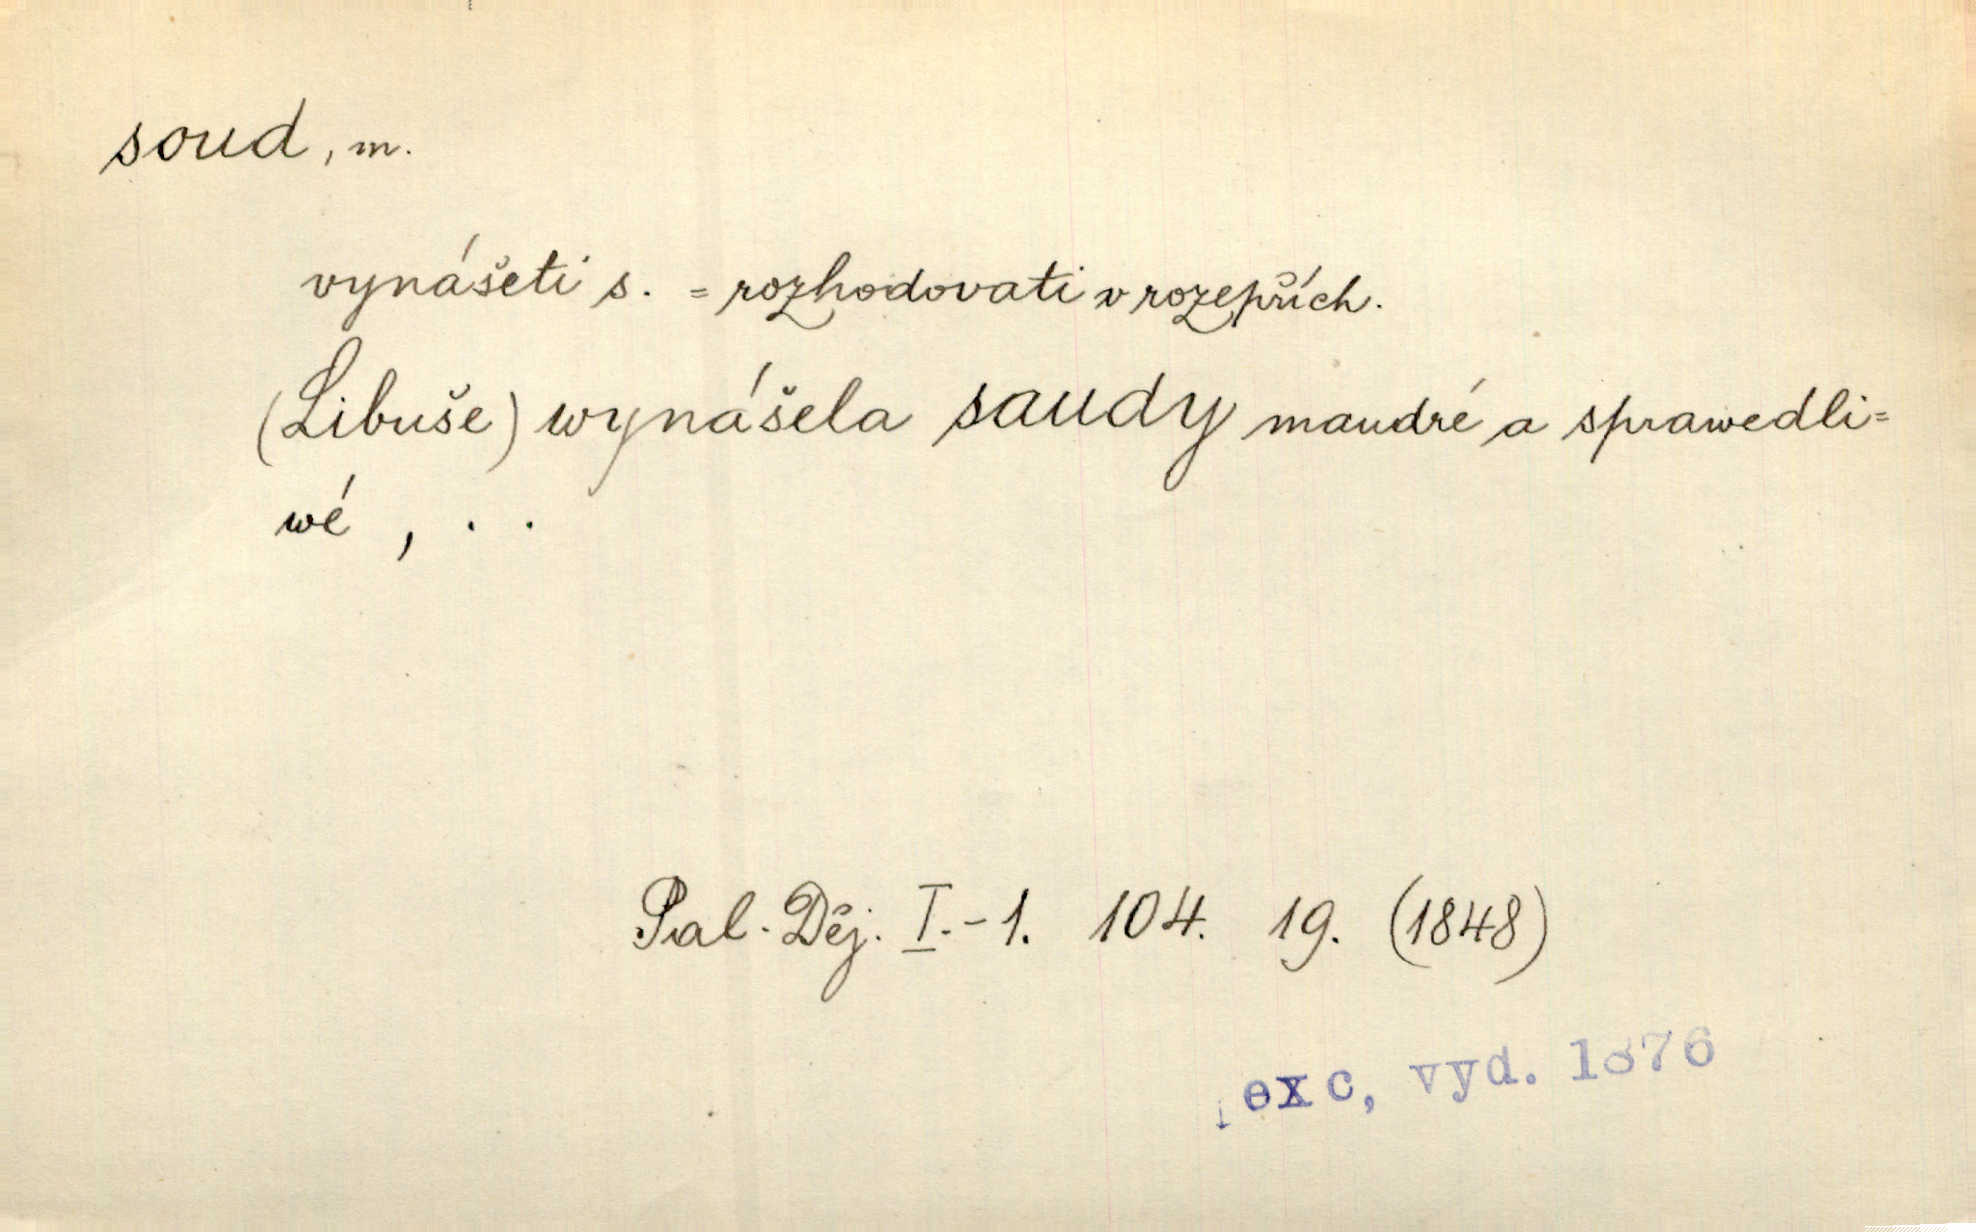 soud, m.
vynášeti s. = rozhodovati v rozepřích.
(Libuše) wynášela saudy maudré a sprawedli=
wé , . .
Pal. Děj. I.-1. 104. 19. (1848)
exc, vyd. 1876